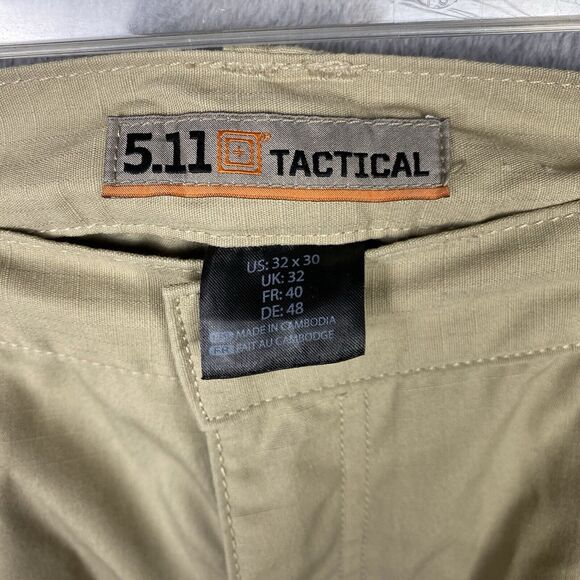 5.11 TACTICAL
US: 32 x 30
UK: 32
FR: 40
DE: 48
MADE IN CAMBODIA
FAIT AU CAMBODGE